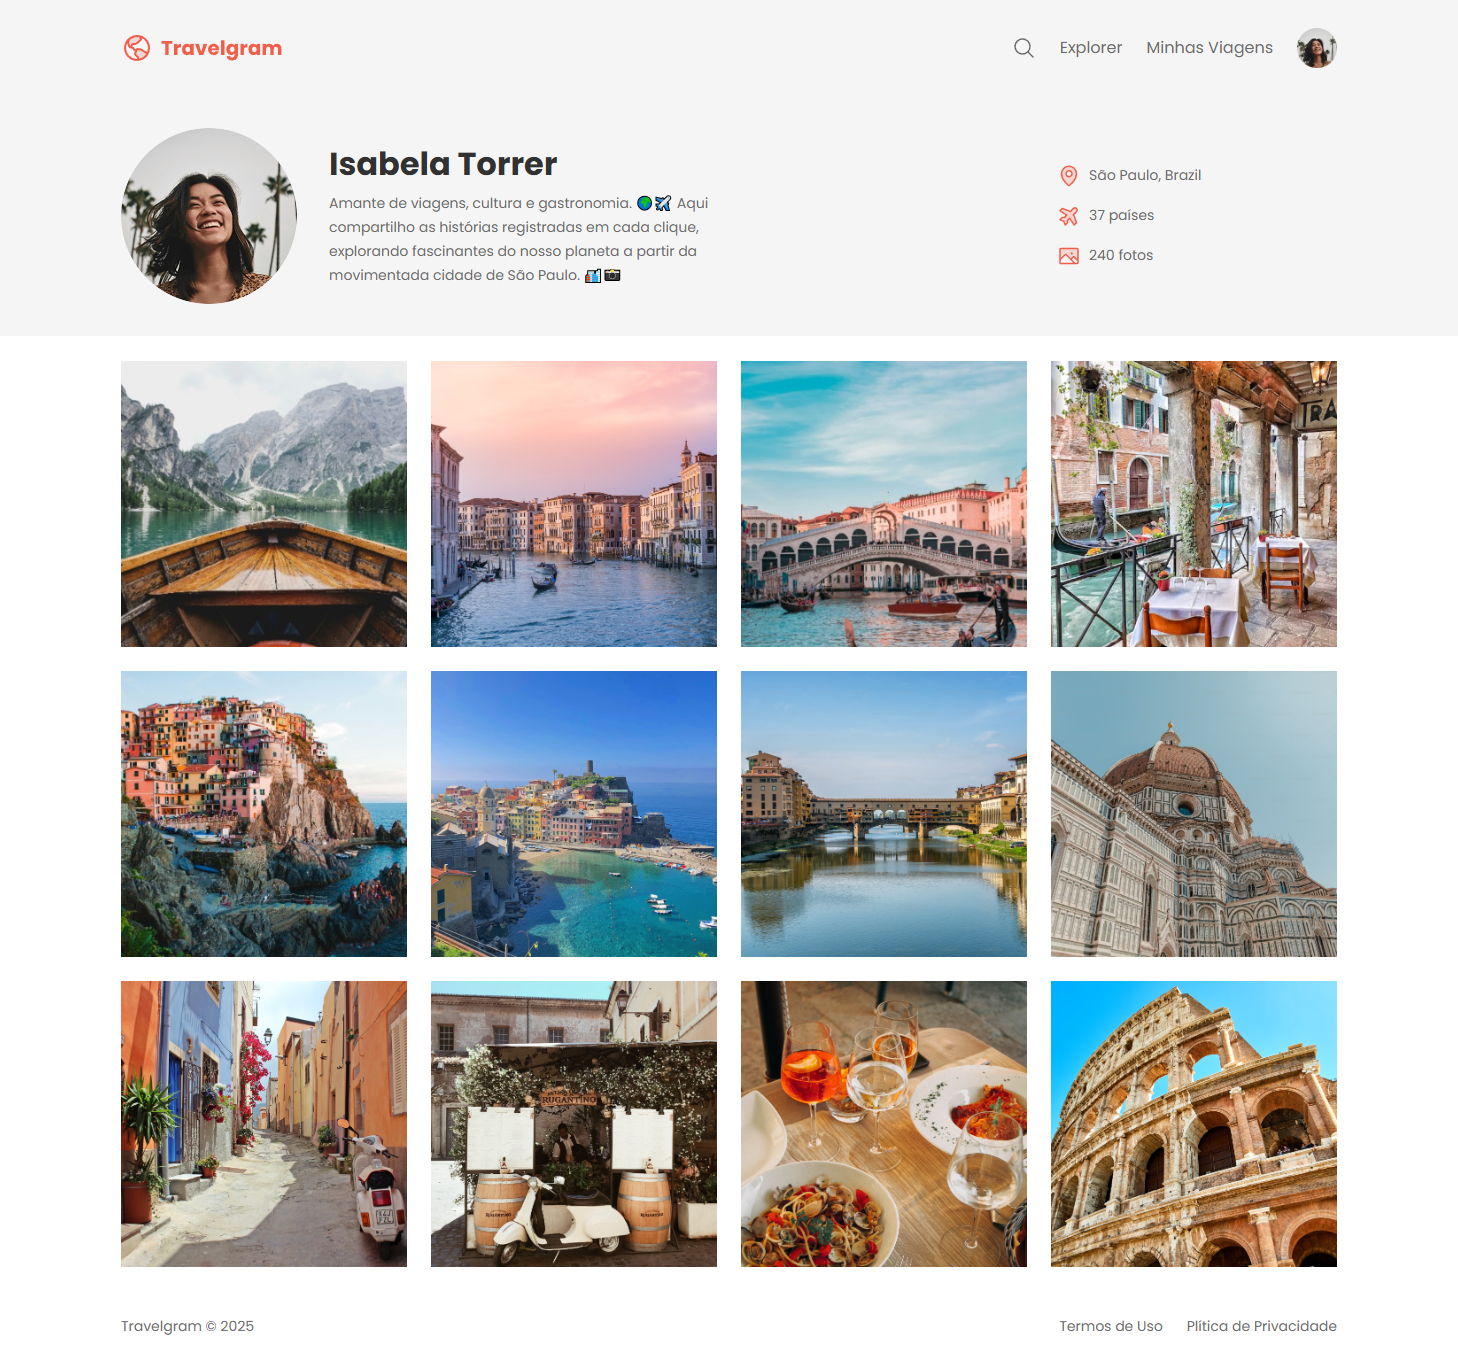 Travelgram
Explorer
Minhas Viagens
Isabela Torrer
Amante de viagens, cultura e gastronomia. 🌍✈️ Aqui
compartilho as histórias registradas em cada clique,
explorando fascinantes do nosso planeta a partir da
movimentada cidade de São Paulo. 🏙️📸
São Paulo, Brazil
37 países
240 fotos
TRA
RUGANTINO
Travelgram © 2025
Termos de Uso
Plítica de Privacidade